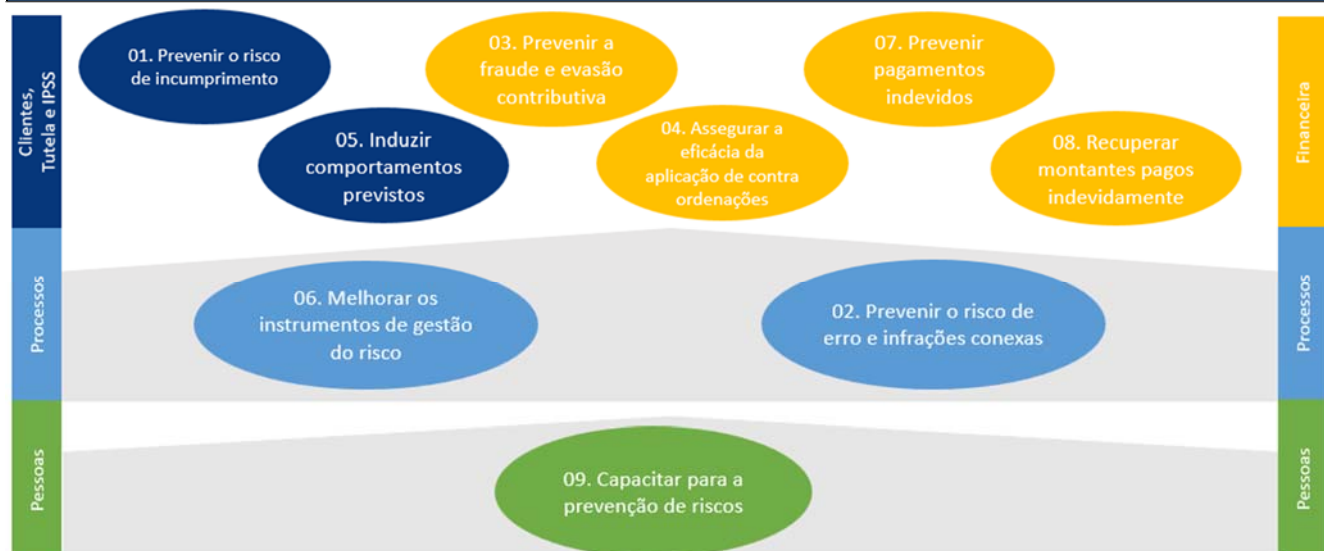 Clientes,
Tutela e IPSS
01. Prevenir o risco
de incumprimento
03. Prevenir a
fraude e evasão
contributiva
07. Prevenir
pagamentos
indevidos
05. Induzir
comportamentos
previstos
04. Assegurar a
eficácia da
aplicação de contra
ordenações
08. Recuperar
montantes pagos
indevidamente
Financeira
Processos
06. Melhorar os
instrumentos de gestão
do risco
02. Prevenir o risco de
erro e infrações conexas
Processos
Pessoas
09. Capacitar para a
prevenção de riscos
Pessoas